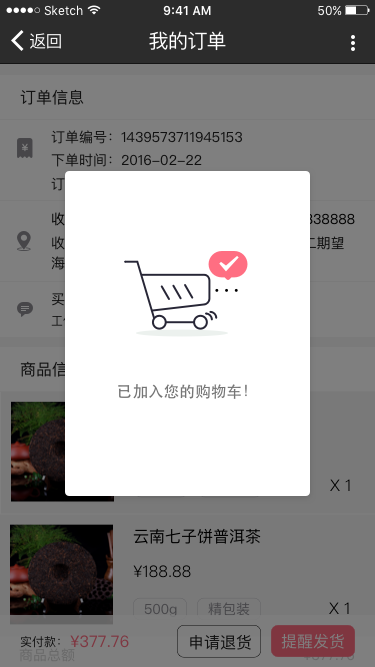 Sketch 9:41 AM 50%
返回 我的订单
订单信息
订单编号：1439573711945153
下单时间：2016-02-22
订
收 338888
收 二期望
海
买
工
商品信
已加入您的购物车！
X 1
云南七子饼普洱茶
¥188.88
500g 精包装 X 1
实付款：¥377.76 申请退货 提醒发货
商品总额 ¥377.76